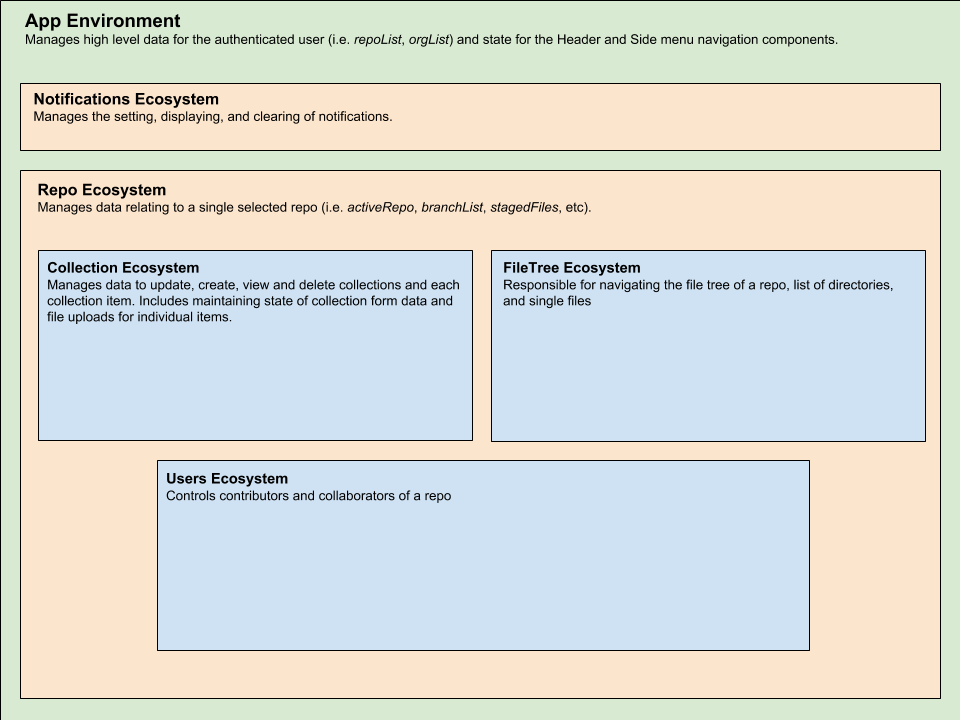 App Environment
Manages high level data for the authenticated user (i.e. repoList, orgList) and state for the Header and Side menu navigation components.
Notifications Ecosystem
Manages the setting, displaying, and clearing of notifications.
Repo Ecosystem
Manages data relating to a single selected repo (i.e. activeRepo, branchList, stagedFiles, etc).
Collection Ecosystem
Manages data to update, create, view and delete collections and each
collection item. Includes maintaining state of collection form data and
file uploads for individual items.
FileTree Ecosystem
Responsible for navigating the file tree of a repo, list of directories,
and single files
Users Ecosystem
Controls contributors and collaborators of a repo